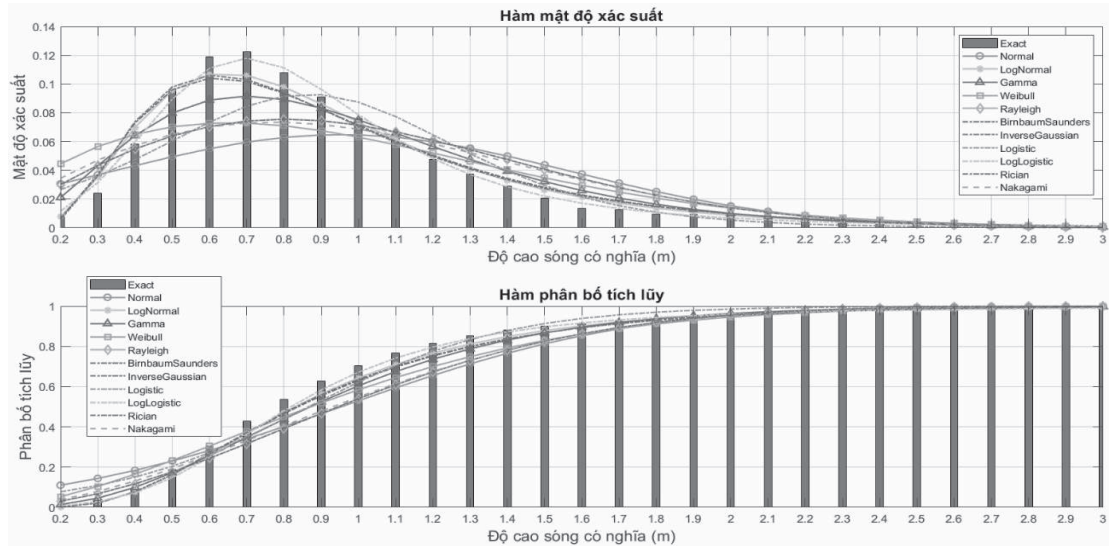 Hàm mật độ xác suất
0.14
0.12
0.1
0.08
0.06
0.04
0.02
0
Mật độ xác suất
Exact
Normal
LogNormal
Gamma
Weibull
Rayleigh
BirnbaumSaunders
InverseGaussian
Logistic
LogLogistic
Rician
Nakagami
0.2 0.3 0.4 0.5 0.6 0.7 0.8 0.9 1 1.1 1.2 1.3 1.4 1.5 1.6 1.7 1.8 1.9 2 2.1 2.2 2.3 2.4 2.5 2.6 2.7 2.8 2.9 3
Độ cao sóng có nghĩa (m)
Hàm phân bố tích lũy
1
0.8
0.6
0.4
0.2
0
Phân bố tích lũy
Exact
Normal
LogNormal
Gamma
Weibull
Rayleigh
BirnbaumSaunders
InverseGaussian
Logistic
LogLogistic
Rician
Nakagami
0.2 0.3 0.4 0.5 0.6 0.7 0.8 0.9 1 1.1 1.2 1.3 1.4 1.5 1.6 1.7 1.8 1.9 2 2.1 2.2 2.3 2.4 2.5 2.6 2.7 2.8 2.9 3
Độ cao sóng có nghĩa (m)